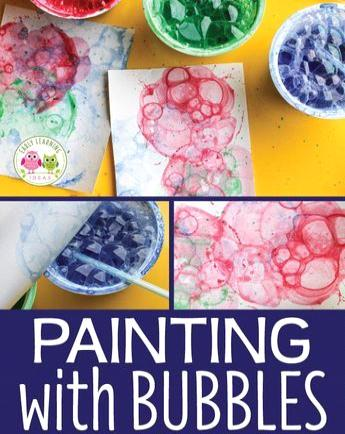 EARLY LEARNING
IDEAS
PAINTING
with BUBBLES